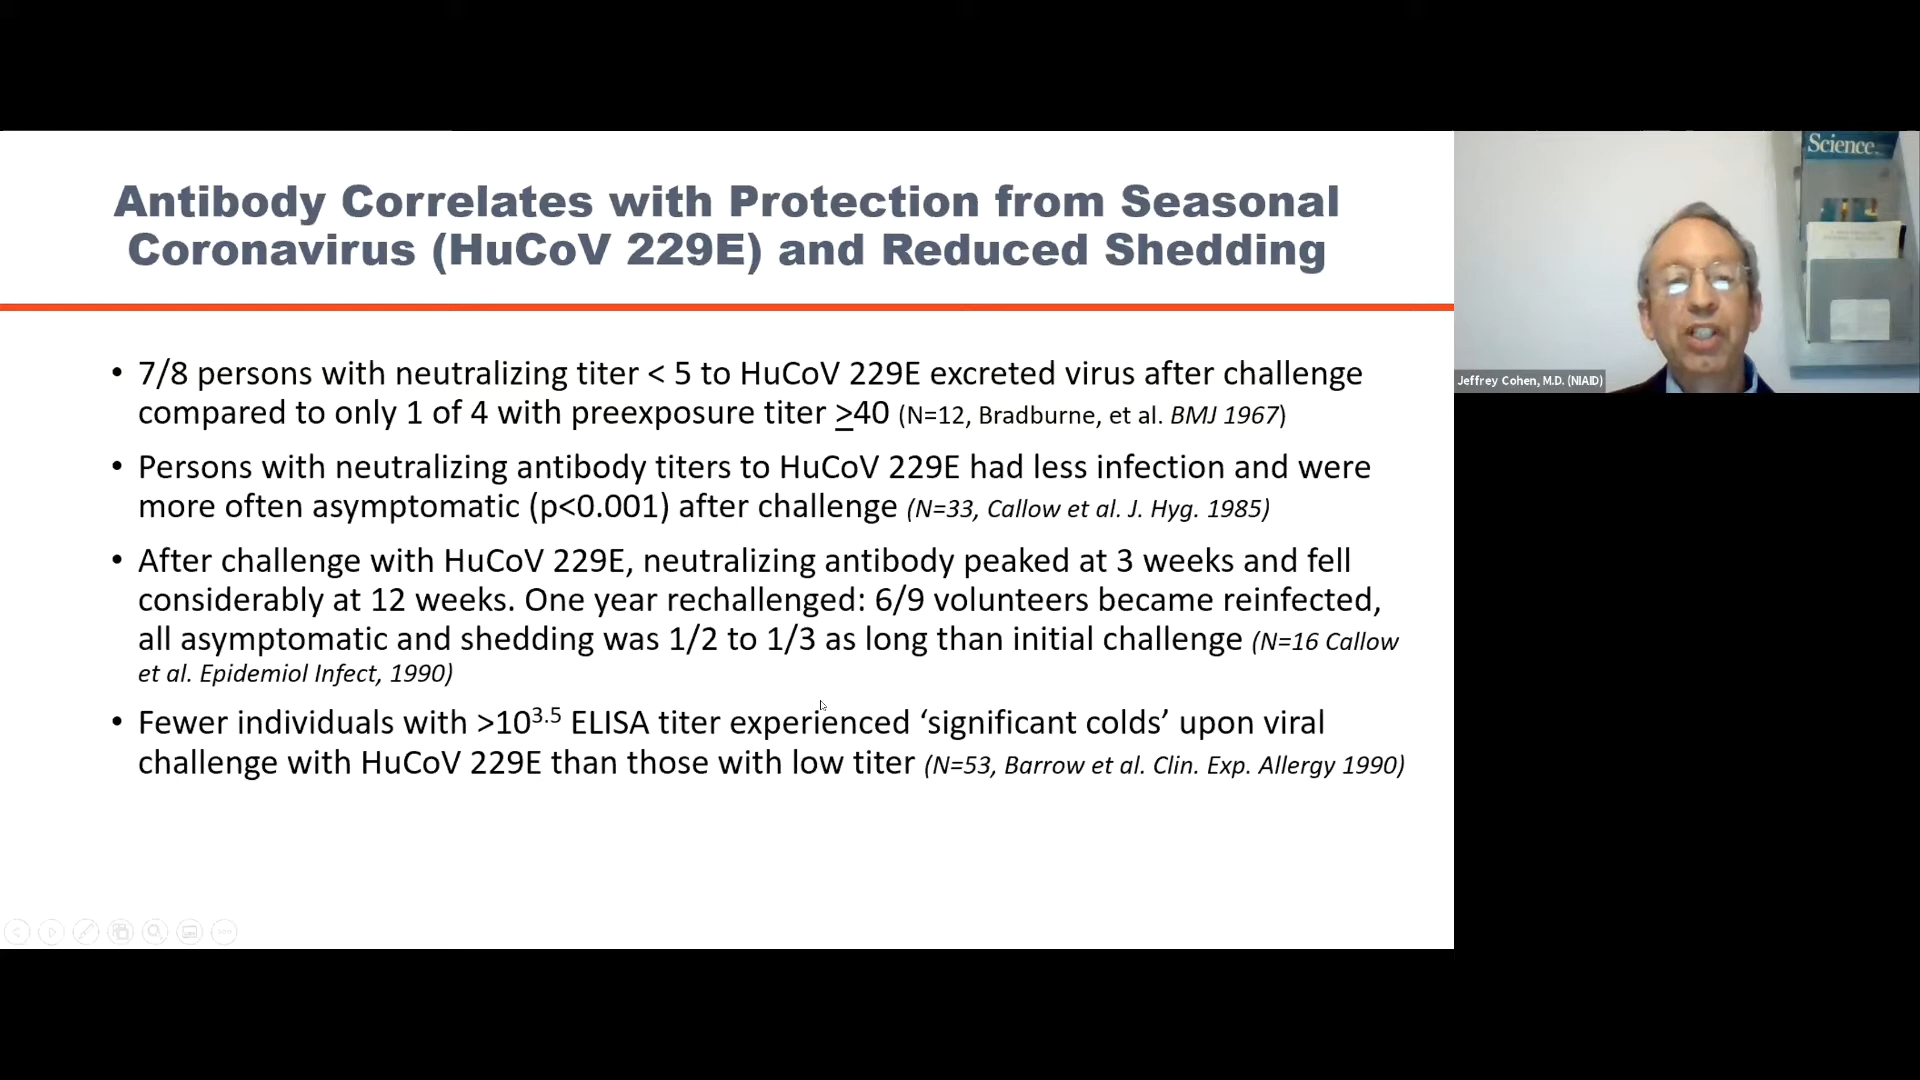 Antibody Correlates with Protection from Seasonal
Coronavirus (HuCoV 229E) and Reduced Shedding
• 7/8 persons with neutralizing titer < 5 to HuCoV 229E excreted virus after challenge
compared to only 1 of 4 with preexposure titer >40 (N=12, Bradburne, et al. BMJ 1967)
• Persons with neutralizing antibody titers to HuCoV 229E had less infection and were
more often asymptomatic (p<0.001) after challenge (N=33, Callow et al. J. Hyg. 1985)
• After challenge with HuCoV 229E, neutralizing antibody peaked at 3 weeks and fell
considerably at 12 weeks. One year rechallenged: 6/9 volunteers became reinfected,
all asymptomatic and shedding was 1/2 to 1/3 as long than initial challenge (N=16 Callow
et al. Epidemiol Infect, 1990)
• Fewer individuals with >10^3.5 ELISA titer experienced ‘significant colds’ upon viral
challenge with HuCoV 229E than those with low titer (N=53, Barrow et al. Clin. Exp. Allergy 1990)
Science
Jeffrey Cohen, M.D. (NIAID)